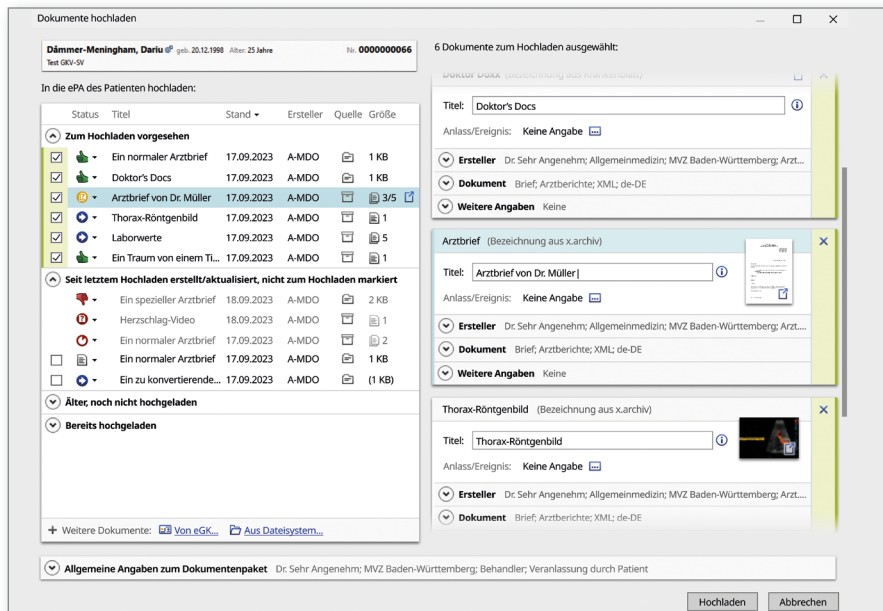 Dokumente hochladen
Dåmmer-Meningham, Dariu geb. 20.12.1998 Alter: 25 Jahre Nr. 0000000066
Test GKV-SV
In die ePA des Patienten hochladen:
Status Titel Stand Ersteller Quelle Größe
Zum Hochladen vorgesehen
Ein normaler Arztbrief 17.09.2023 A-MDO 1 KB
Doktor's Docs 17.09.2023 A-MDO 1 KB
Arztbrief von Dr. Müller 17.09.2023 A-MDO 3/5
Thorax-Röntgenbild 17.09.2023 A-MDO 1
Laborwerte 17.09.2023 A-MDO 5
Ein Traum von einem Ti... 17.09.2023 A-MDO 1
Seit letztem Hochladen erstellt/aktualisiert, nicht zum Hochladen markiert
Ein spezieller Arztbrief 18.09.2023 A-MDO 2 KB
Herzschlag-Video 18.09.2023 A-MDO 1
Ein normaler Arztbrief 17.09.2023 A-MDO 2
Ein normaler Arztbrief 17.09.2023 A-MDO 1 KB
Ein zu konvertierende... 17.09.2023 A-MDO (1 KB)
Älter, noch nicht hochgeladen
Bereits hochgeladen
+ Weitere Dokumente: Von eGK... Aus Dateisystem...
6 Dokumente zum Hochladen ausgewählt:
Doktor Doxx (Bezeichnung aus Krankenblatt)
Titel: Doktor's Docs
Anlass/Ereignis: Keine Angabe
Ersteller Dr. Sehr Angenehm; Allgemeinmedizin; MVZ Baden-Württemberg; Arzt...
Dokument Brief; Arztberichte; XML; de-DE
Weitere Angaben Keine
Arztbrief (Bezeichnung aus x.archiv)
Titel: Arztbrief von Dr. Müller
Anlass/Ereignis: Keine Angabe
Ersteller Dr. Sehr Angenehm; Allgemeinmedizin; MVZ Baden-Württemberg; Arzt....
Dokument Brief; Arztberichte; XML; de-DE
Weitere Angaben Keine
Thorax-Röntgenbild (Bezeichnung aus x.archiv)
Titel: Thorax-Röntgenbild
Anlass/Ereignis: Keine Angabe
Ersteller Dr. Sehr Angenehm; Allgemeinmedizin; MVZ Baden-Württemberg; Arzt....
Dokument Brief; Arztberichte; XML; de-DE
Allgemeine Angaben zum Dokumentenpaket Dr. Sehr Angenehm; MVZ Baden-Württemberg; Behandler; Veranlassung durch Patient
Hochladen Abbrechen